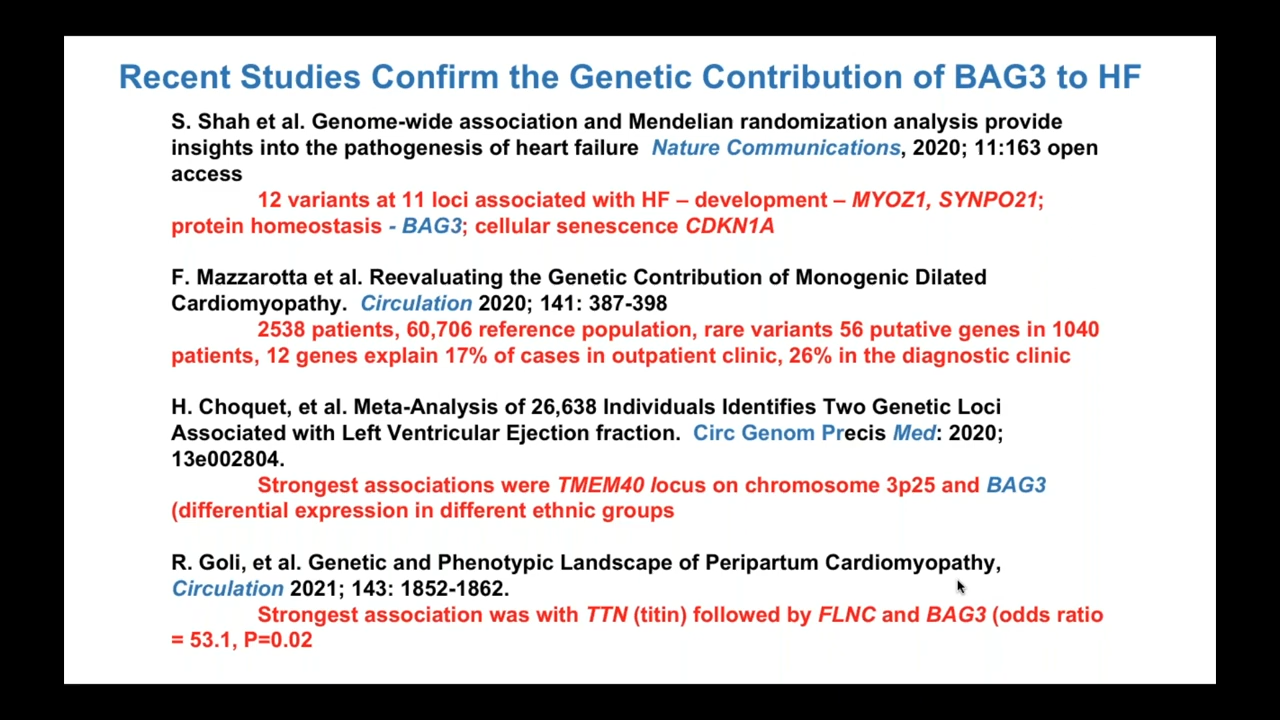 Recent Studies Confirm the Genetic Contribution of BAG3 to HF
S. Shah et al. Genome-wide association and Mendelian randomization analysis provide
insights into the pathogenesis of heart failure Nature Communications, 2020; 11:163 open
access
12 variants at 11 loci associated with HF – development – MYOZ1, SYNPO21;
protein homeostasis - BAG3; cellular senescence CDKN1A
F. Mazzarotta et al. Reevaluating the Genetic Contribution of Monogenic Dilated
Cardiomyopathy. Circulation 2020; 141: 387-398
2538 patients, 60,706 reference population, rare variants 56 putative genes in 1040
patients, 12 genes explain 17% of cases in outpatient clinic, 26% in the diagnostic clinic
H. Choquet, et al. Meta-Analysis of 26,638 Individuals Identifies Two Genetic Loci
Associated with Left Ventricular Ejection fraction. Circ Genom Precis Med: 2020;
13e002804.
Strongest associations were TMEM40 locus on chromosome 3p25 and BAG3
(differential expression in different ethnic groups
R. Goli, et al. Genetic and Phenotypic Landscape of Peripartum Cardiomyopathy,
Circulation 2021; 143: 1852-1862.
Strongest association was with TTN (titin) followed by FLNC and BAG3 (odds ratio
= 53.1, P=0.02